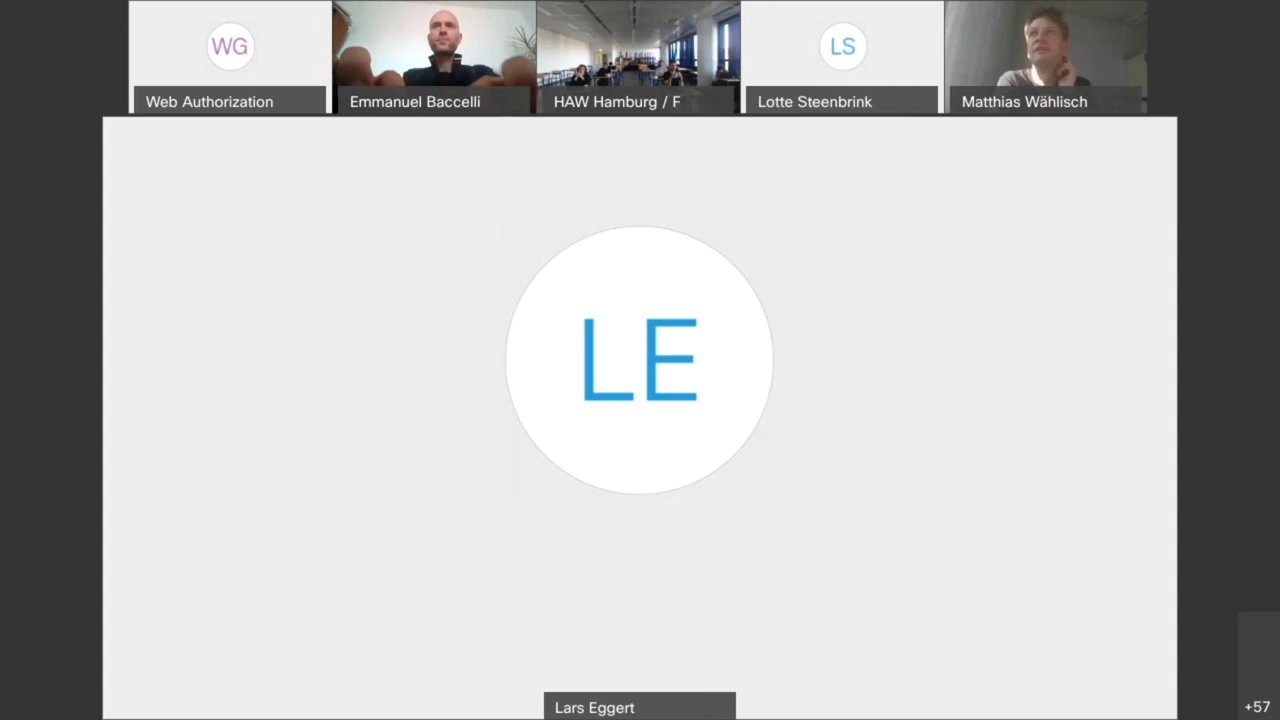 WG
LS
Web Authorization
Emmanuel Baccelli
HAW Hamburg / F
Lotte Steenbrink
Matthias Wählisch
LE
Lars Eggert
+57